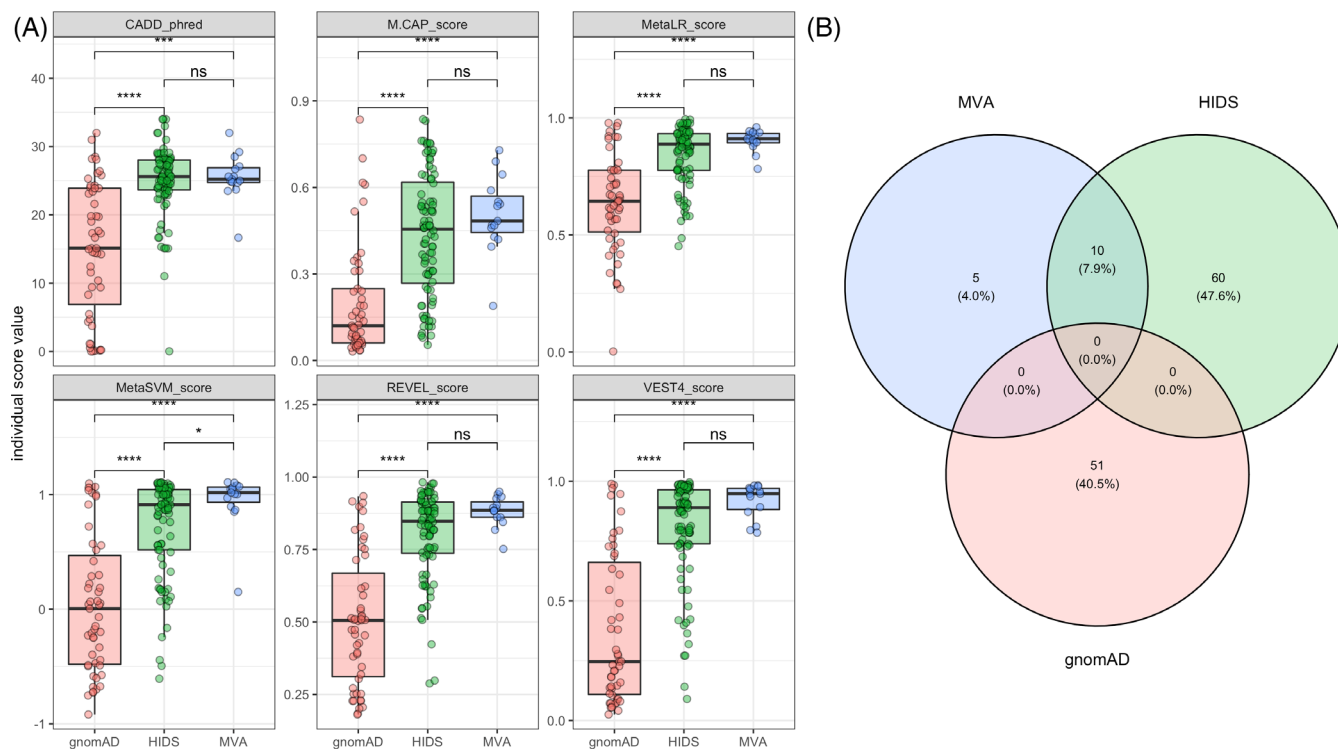 (A)
CADD_phred
M.CAP_score
MetaLR_score
***
ns
****
****
ns
****
****
ns
****
40
30
20
10
0
0.9
0.6
0.3
0.0
1.0
0.5
0.0
individual score value
MetaSVM_score
REVEL_score
VEST4_score
****
*
****
****
ns
****
****
ns
****
1
0
-1
1.25
1.00
0.75
0.50
0.25
1.0
0.5
0.0
gnomAD HIDS MVA
gnomAD HIDS MVA
gnomAD HIDS MVA
(B)
MVA
HIDS
5
(4.0%)
10
(7.9%)
60
(47.6%)
0
(0.0%)
0
(0.0%)
0
(0.0%)
51
(40.5%)
gnomAD